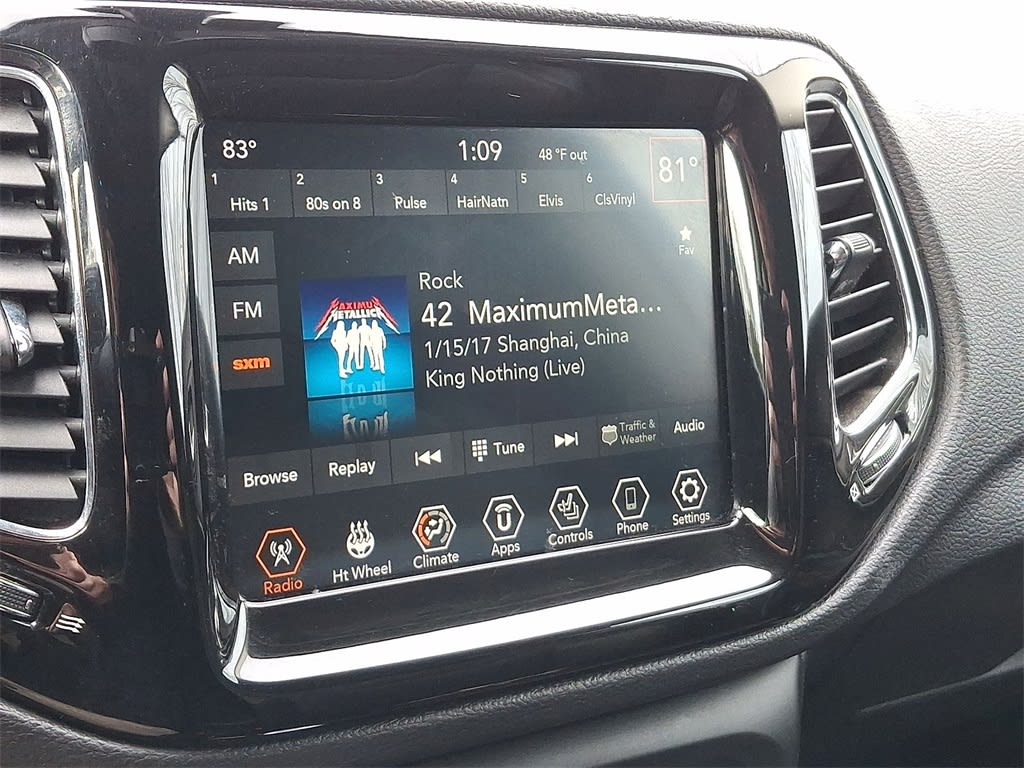 83° 1:09 48 °F out 81°
1 2 3 4 5 6
Hits 1 80s on 8 Pulse HairNatn Elvis ClsVinyl
Fav
AM
FM
sxm
MAXIMUM
METALLICA
Rock
42 MaximumMeta...
1/15/17 Shanghai, China
King Nothing (Live)
Browse Replay Tune Traffic &
Weather Audio
Radio Ht Wheel Climate Apps Controls Phone Settings